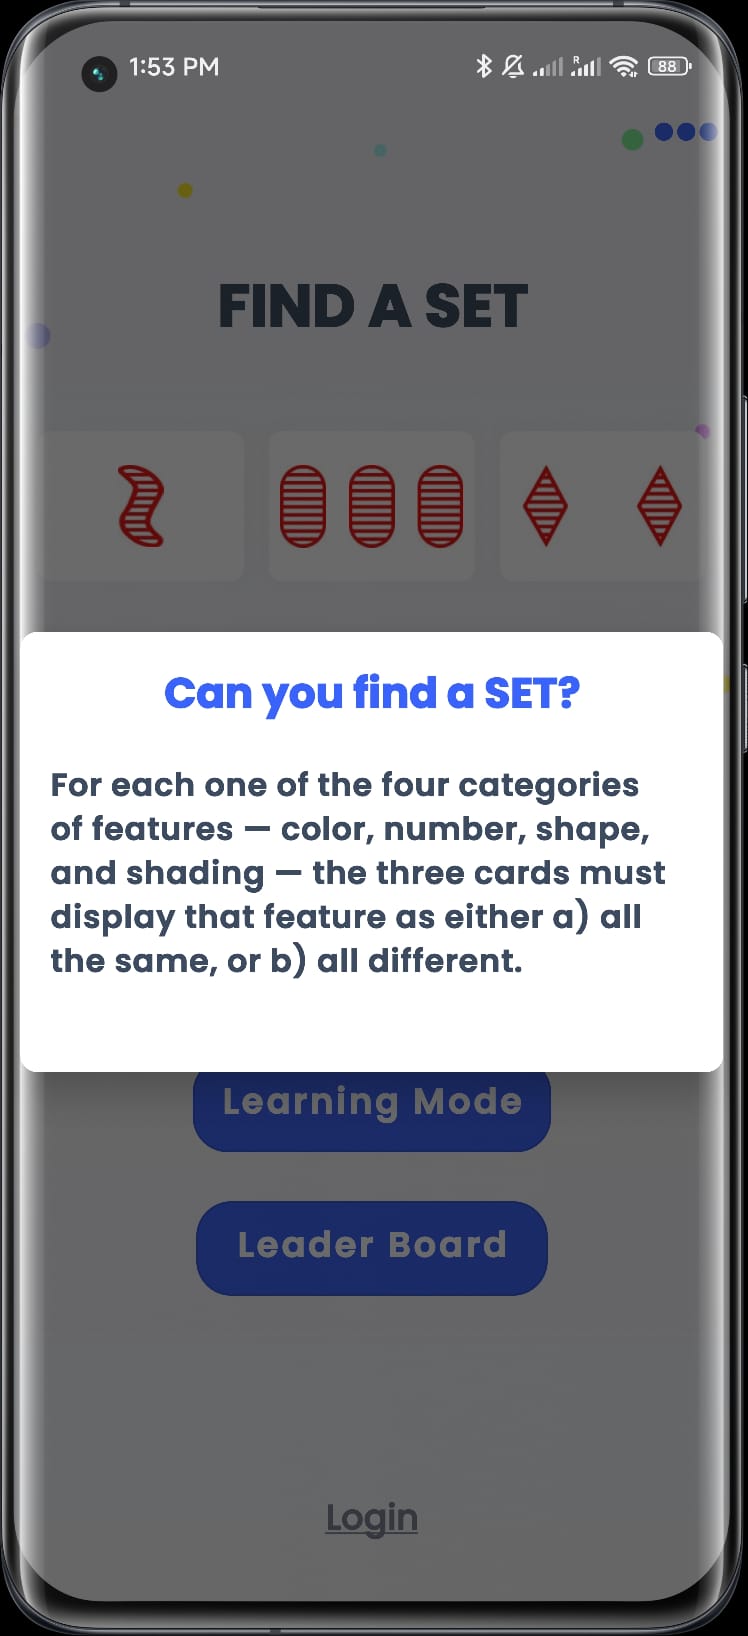 1:53 PM
R
88
FIND A SET
Can you find a SET?
For each one of the four categories
of features — color, number, shape,
and shading — the three cards must
display that feature as either a) all
the same, or b) all different.
Learning Mode
Leader Board
Login